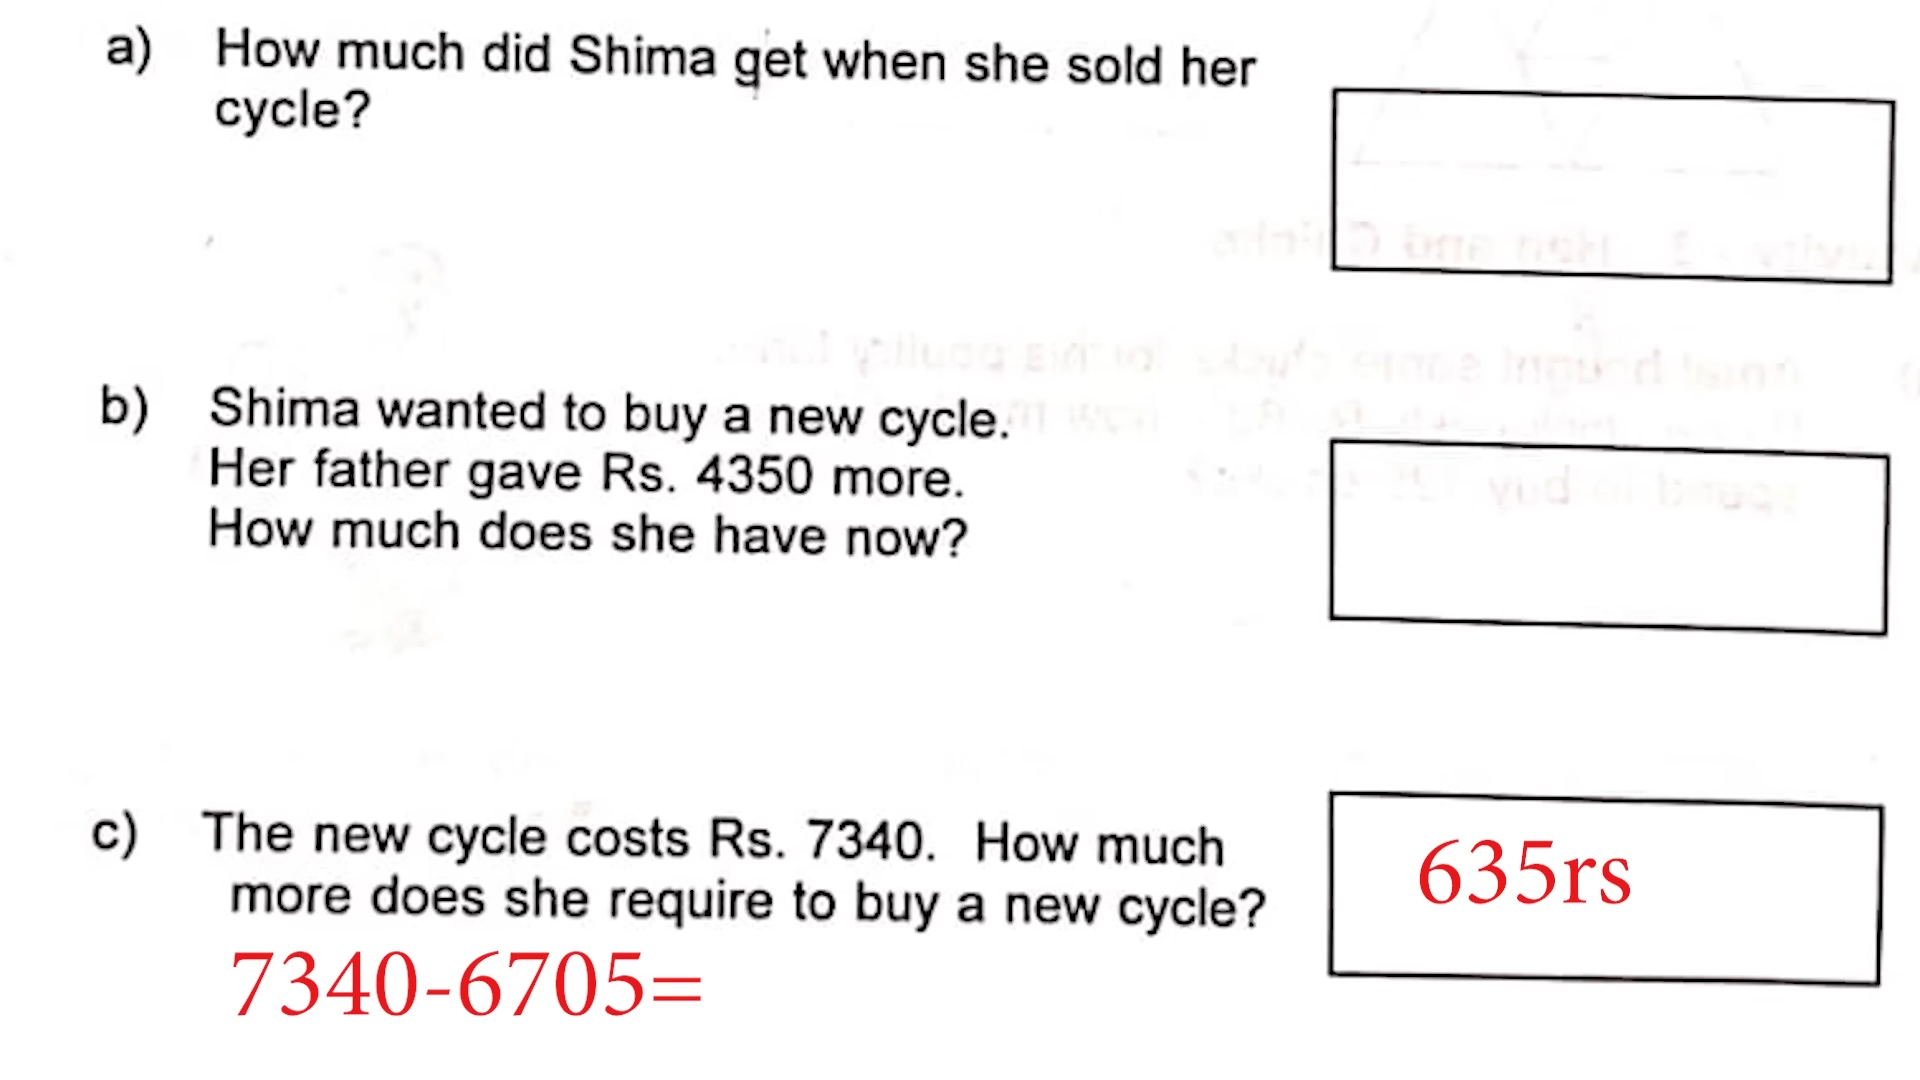 a) How much did Shima get when she sold her
cycle?
b) Shima wanted to buy a new cycle.
Her father gave Rs. 4350 more.
How much does she have now?
c) The new cycle costs Rs. 7340. How much
more does she require to buy a new cycle?
635rs
7340-6705=